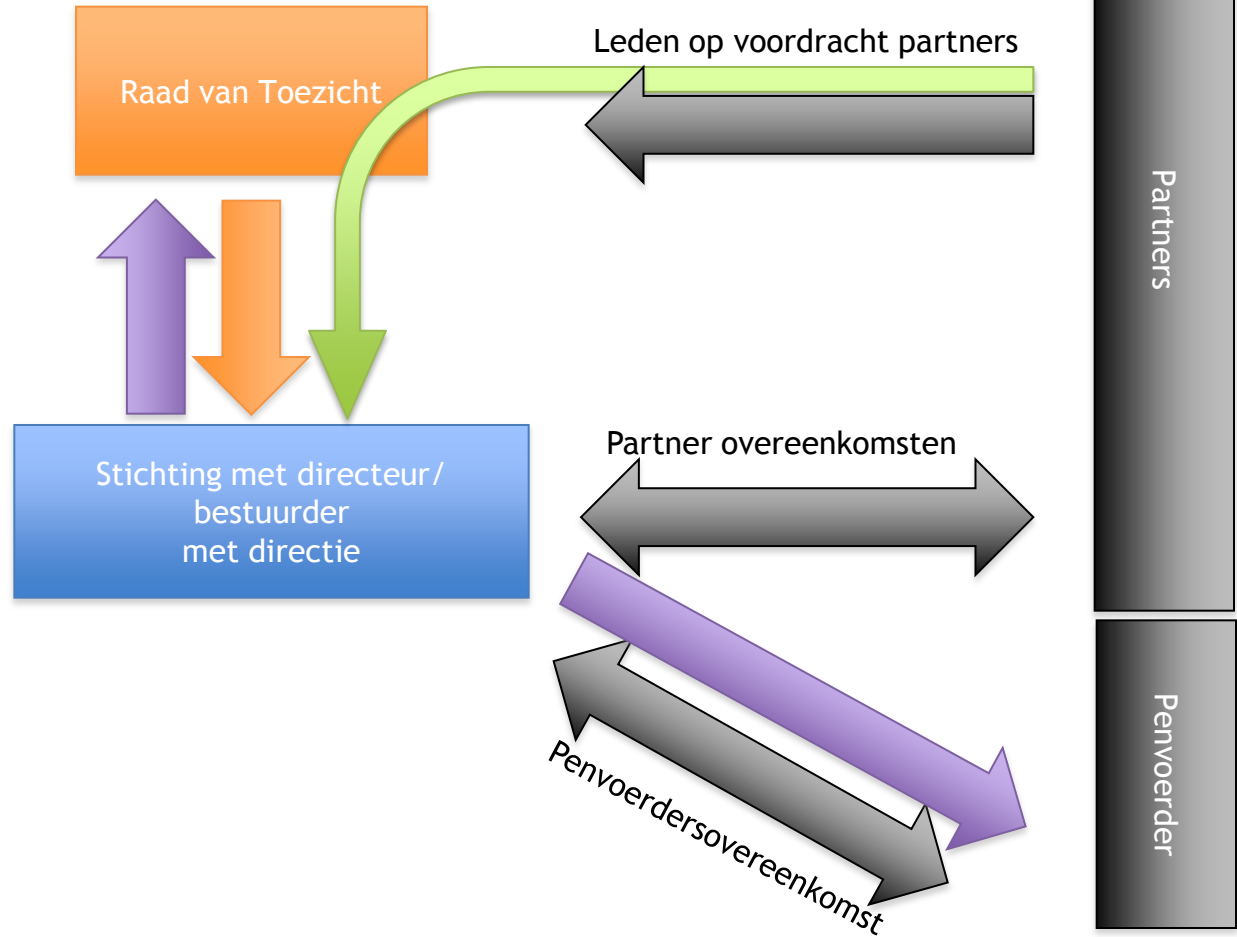 Leden op voordracht partners
Raad van Toezicht
Partners
Partner overeenkomsten
Stichting met directeur/
bestuurder
met directie
Penvoerder
Penvoerdersovereenkomst